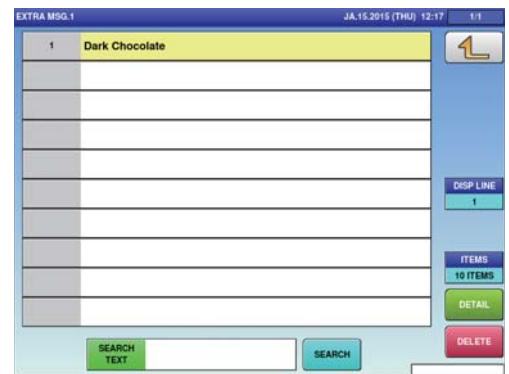 EXTRA MSG.1 JA.15.2015 (THU) 12:17 1/1
1 Dark Chocolate
DISP LINE
1
ITEMS
10 ITEMS
DETAIL
SEARCH
TEXT
SEARCH
DELETE